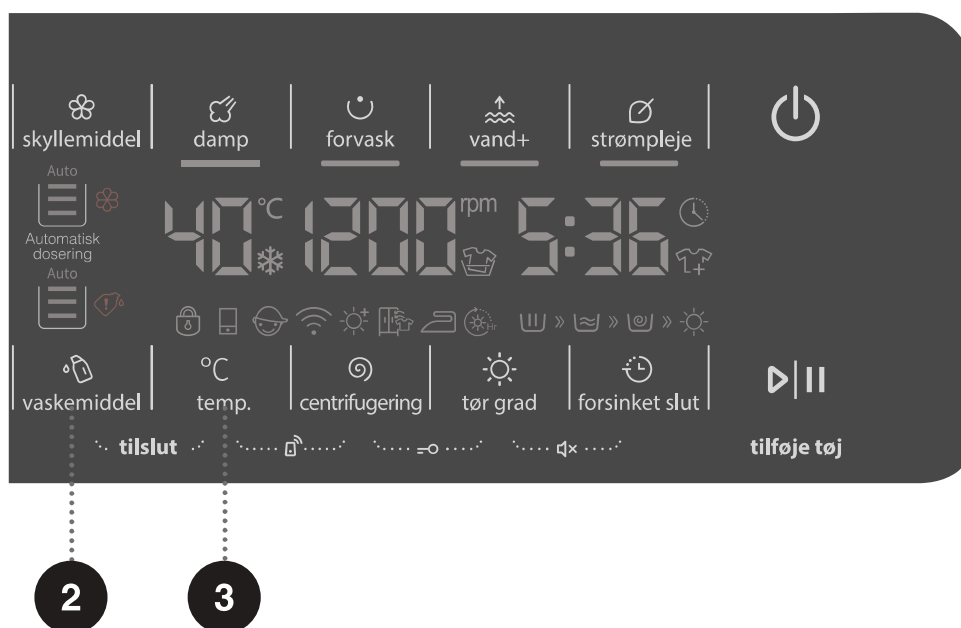 skyllemiddel damp forvask vand+ strømpleje
Auto
40 °C 1200 rpm 5:36
Automatisk
dosering
Auto
Hr
°C
vaskemiddel temp. centrifugering tør grad forsinket slut
tilslut tilføje tøj
2 3